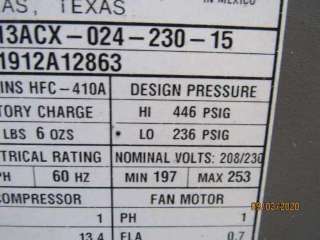 AS, TEXAS
IN MEXICO
13ACX-024-230-15
1912A12863
INS HFC-410A
DESIGN PRESSURE
TORY CHARGE
HI 446 PSIG
LBS 6 OZS
LO 236 PSIG
TRICAL RATING
NOMINAL VOLTS: 208/230
PH 60 HZ
MIN 197 MAX 253
COMPRESSOR
FAN MOTOR
1
PH 1
13.4
FLA 0.7
09/03/2020